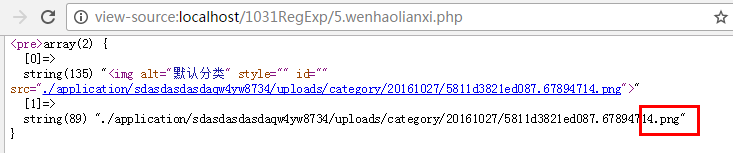 view-source:localhost/1031RegExp/5.wenhaolianxi.php
<pre>array(2) {
[0]=>
string(135) "<img alt="默认分类" style="" id=""
src="./application/sdasdasdasdaqw4yw8734/uploads/category/20161027/5811d3821ed087.67894714.png">"
[1]=>
string(89) "./application/sdasdasdasdaqw4yw8734/uploads/category/20161027/5811d3821ed087.67894714.png"
}